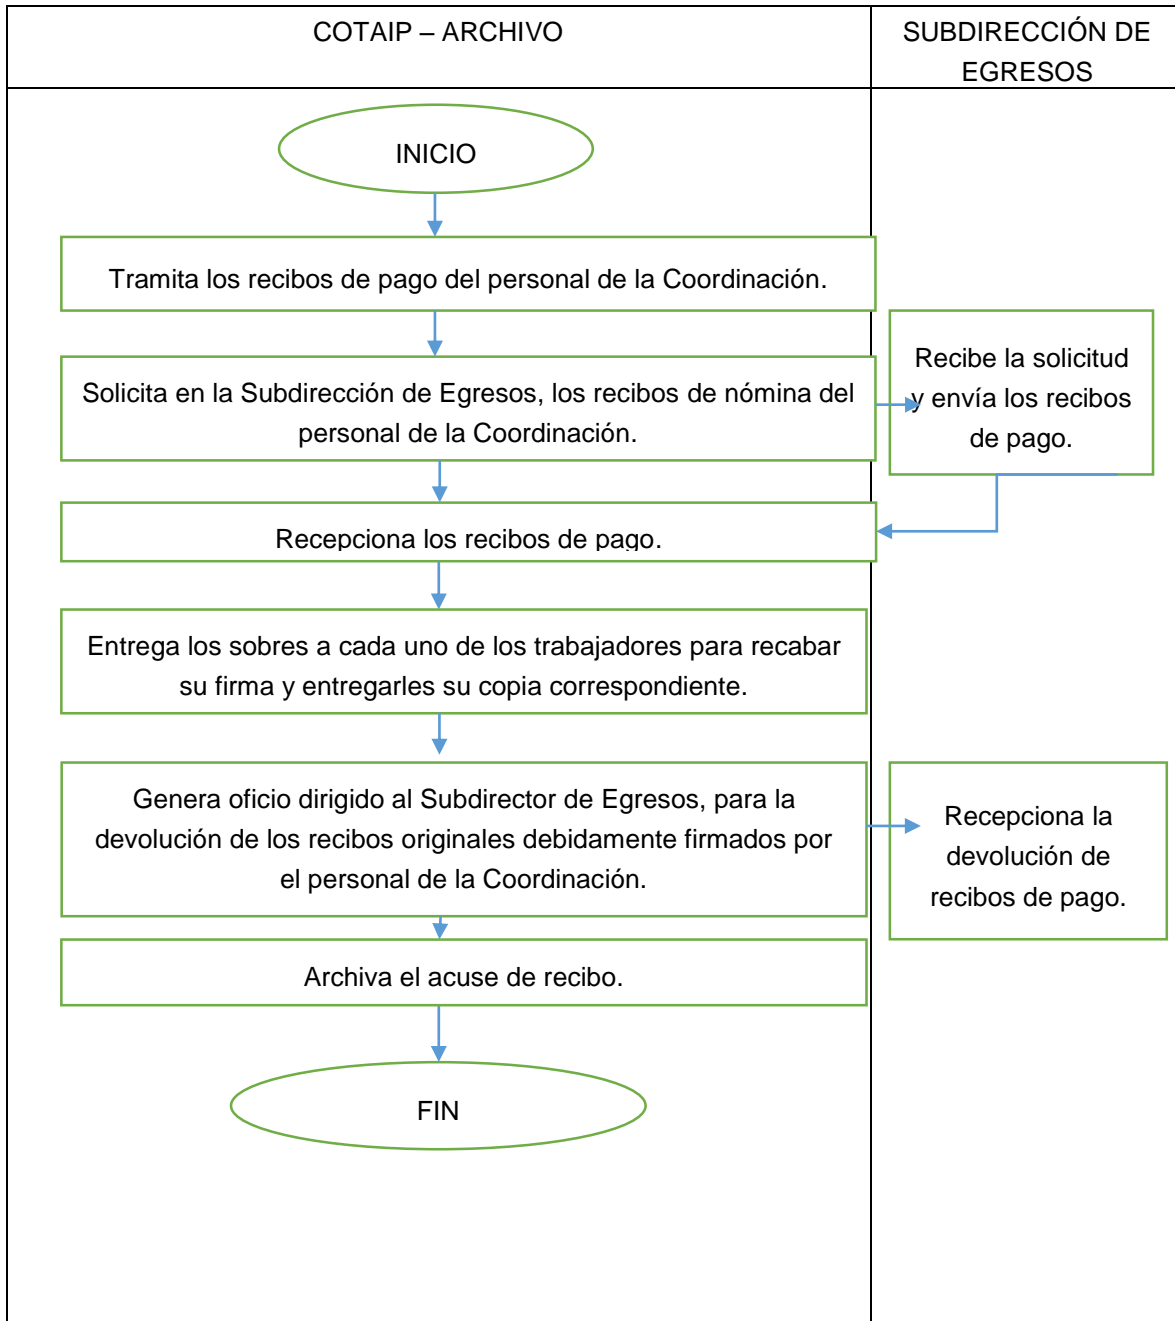 COTAIP – ARCHIVO
SUBDIRECCIÓN DE
EGRESOS
INICIO
Tramita los recibos de pago del personal de la Coordinación.
Solicita en la Subdirección de Egresos, los recibos de nómina del
personal de la Coordinación.
Recibe la solicitud
y envía los recibos
de pago.
Recepciona los recibos de pago.
Entrega los sobres a cada uno de los trabajadores para recabar
su firma y entregarles su copia correspondiente.
Genera oficio dirigido al Subdirector de Egresos, para la
devolución de los recibos originales debidamente firmados por
el personal de la Coordinación.
Recepciona la
devolución de
recibos de pago.
Archiva el acuse de recibo.
FIN